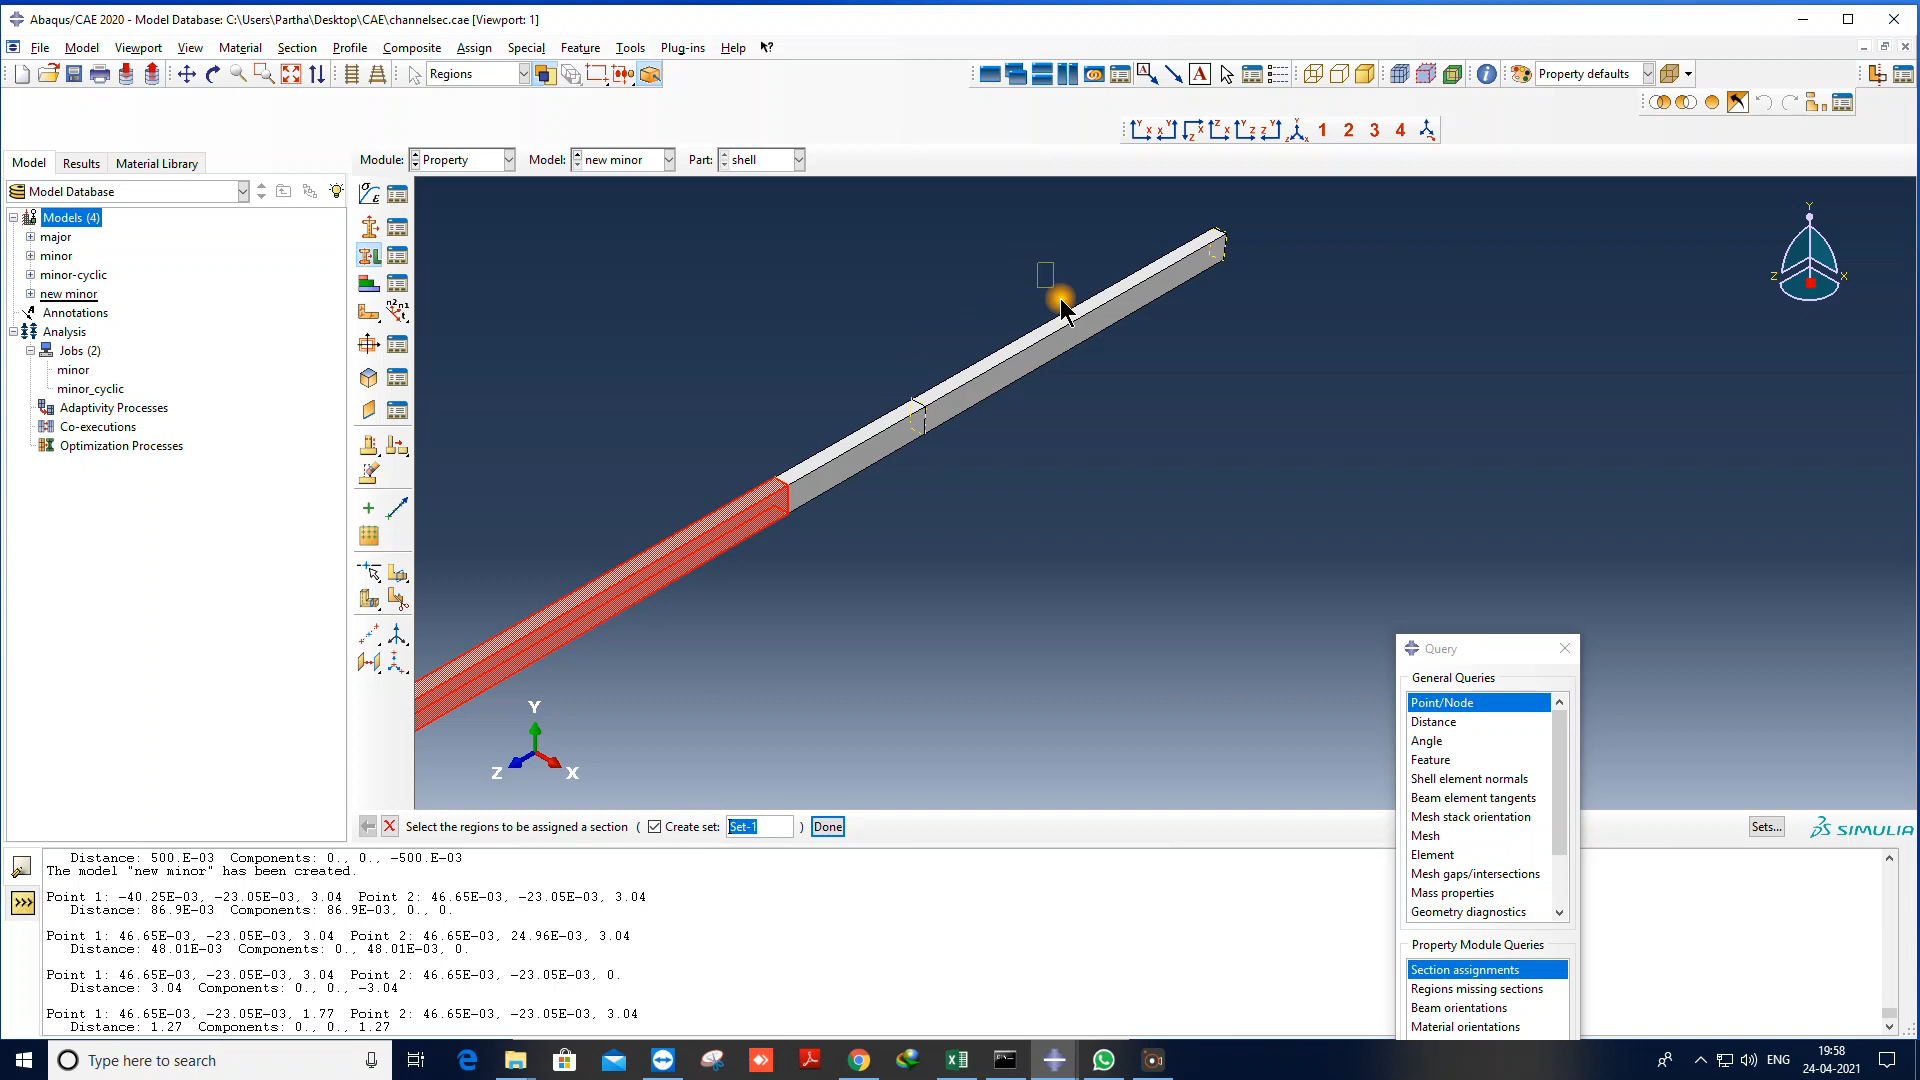 Abaqus/CAE 2020 - Model Database: C:\Users\Partha\Desktop\CAE\channelsec.cae [Viewport: 1]
File Model Viewport View Material Section Profile Composite Assign Special Feature Tools Plug-ins Help
Regions
Property defaults
1 2 3 4
Model Results Material Library
Module: Property Model: new minor Part: shell
Model Database
Models (4)
major
minor
minor-cyclic
new minor
Annotations
Analysis
Jobs (2)
minor
minor_cyclic
Adaptivity Processes
Co-executions
Optimization Processes
Y
Z
X
Y
Z
X
Query
General Queries
Point/Node
Distance
Angle
Feature
Shell element normals
Beam element tangents
Mesh stack orientation
Mesh
Element
Mesh gaps/intersections
Mass properties
Geometry diagnostics
Property Module Queries
Section assignments
Regions missing sections
Beam orientations
Material orientations
Select the regions to be assigned a section ( Create set: Set-1 ) Done
Sets...
SIMULIA
Distance: 500.E-03 Components: 0., 0., -500.E-03
The model "new minor" has been created.
Point 1: -40.25E-03, -23.05E-03, 3.04 Point 2: 46.65E-03, -23.05E-03, 3.04
Distance: 86.9E-03 Components: 86.9E-03, 0., 0.
Point 1: 46.65E-03, -23.05E-03, 3.04 Point 2: 46.65E-03, 24.96E-03, 3.04
Distance: 48.01E-03 Components: 0., 48.01E-03, 0.
Point 1: 46.65E-03, -23.05E-03, 3.04 Point 2: 46.65E-03, -23.05E-03, 0.
Distance: 3.04 Components: 0., 0., -3.04
Point 1: 46.65E-03, -23.05E-03, 1.77 Point 2: 46.65E-03, -23.05E-03, 3.04
Distance: 1.27 Components: 0., 0., 1.27
Type here to search
ENG
19:58
24-04-2021